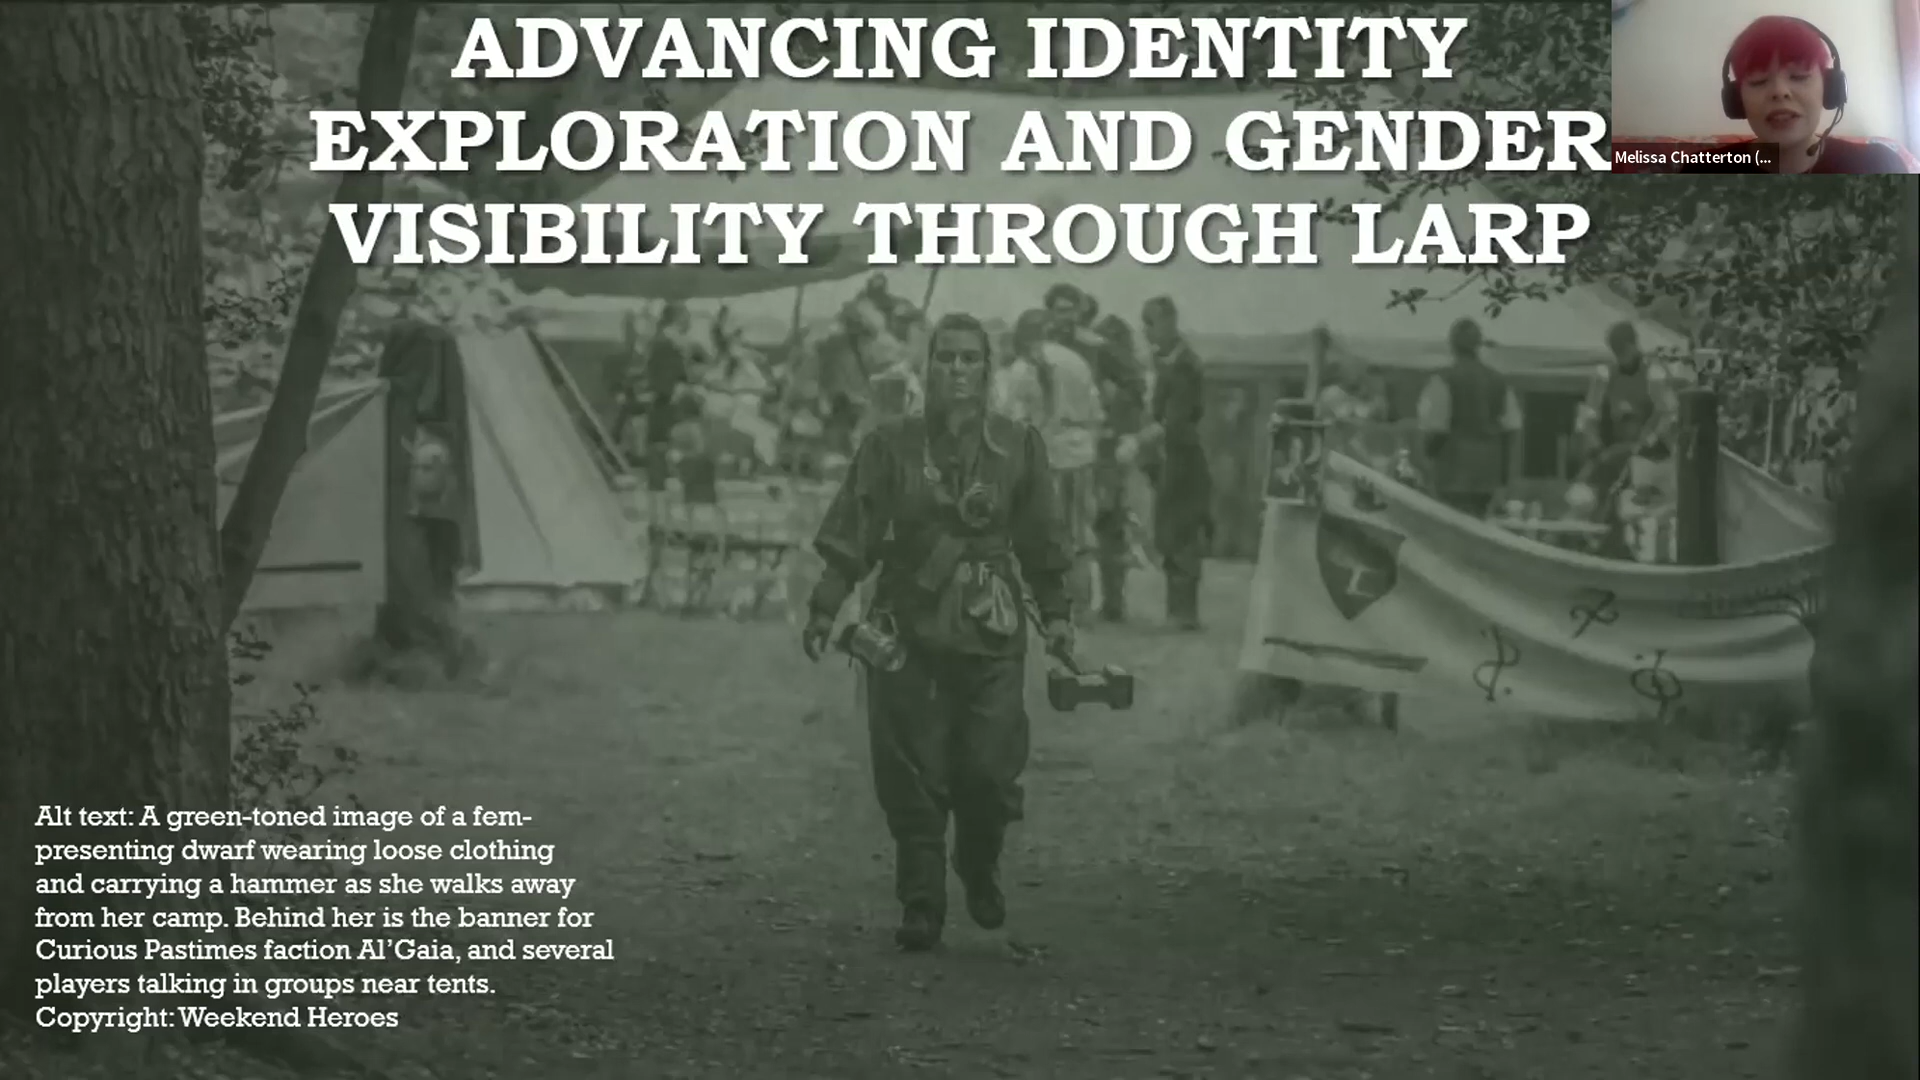 ADVANCING IDENTITY
EXPLORATION AND GENDER
VISIBILITY THROUGH LARP
Melissa Chatterton (...
Alt text: A green-toned image of a fem-
presenting dwarf wearing loose clothing
and carrying a hammer as she walks away
from her camp. Behind her is the banner for
Curious Pastimes faction Al'Gaia, and several
players talking in groups near tents.
Copyright: Weekend Heroes